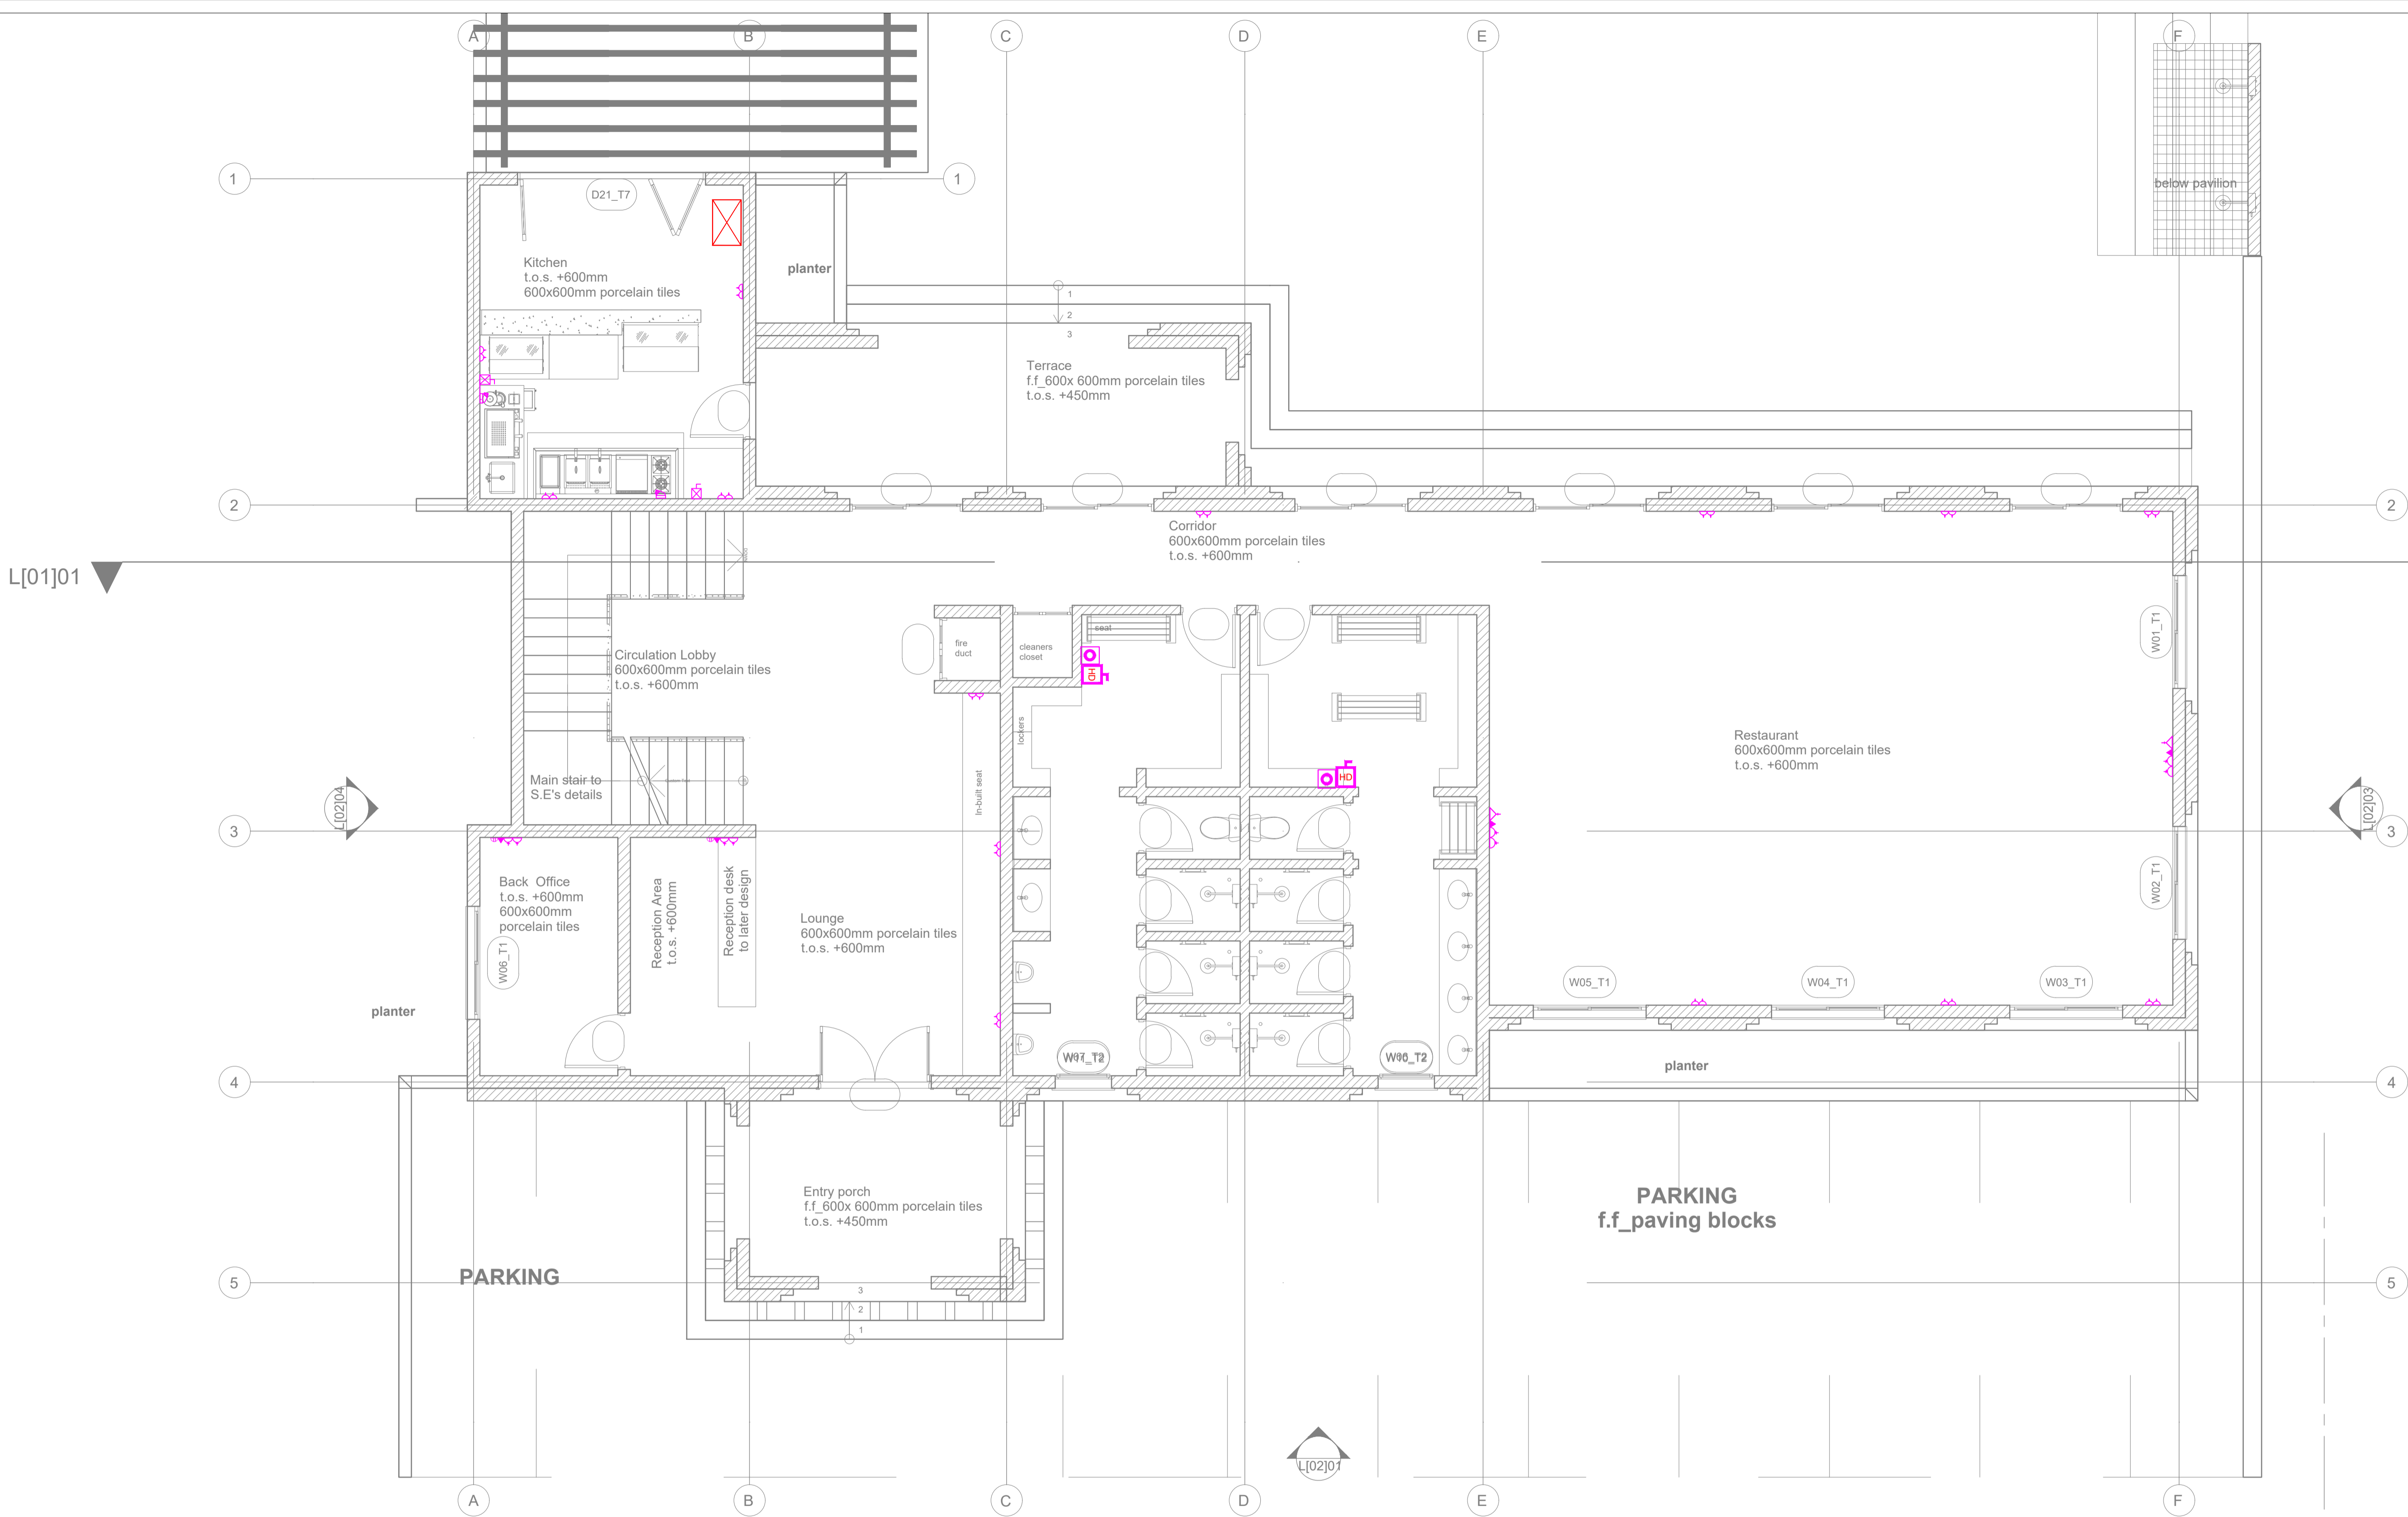 A
B
C
D
E
F
1
1
D21_T7
below pavilion
Kitchen
t.o.s. +600mm
600x600mm porcelain tiles
planter
1
2
3
Terrace
f.f_600x 600mm porcelain tiles
t.o.s. +450mm
2
2
Corridor
600x600mm porcelain tiles
t.o.s. +600mm
L[01]01
seat
fire
duct
cleaners
closet
HD
W01_T1
Circulation Lobby
600x600mm porcelain tiles
t.o.s. +600mm
lockers
Restaurant
600x600mm porcelain tiles
t.o.s. +600mm
Main stair to
S.E's details
In-built seat
HD
L[02]04
L[02]03
3
3
Back Office
t.o.s. +600mm
600x600mm
porcelain tiles
W06_T1
Reception Area
t.o.s. +600mm
Reception desk
to later design
Lounge
600x600mm porcelain tiles
t.o.s. +600mm
W02_T1
W05_T1
W04_T1
W03_T1
planter
planter
4
4
Entry porch
f.f_600x 600mm porcelain tiles
t.o.s. +450mm
PARKING
f.f_paving blocks
PARKING
5
5
3
2
1
L[02]01
A
B
C
D
E
F